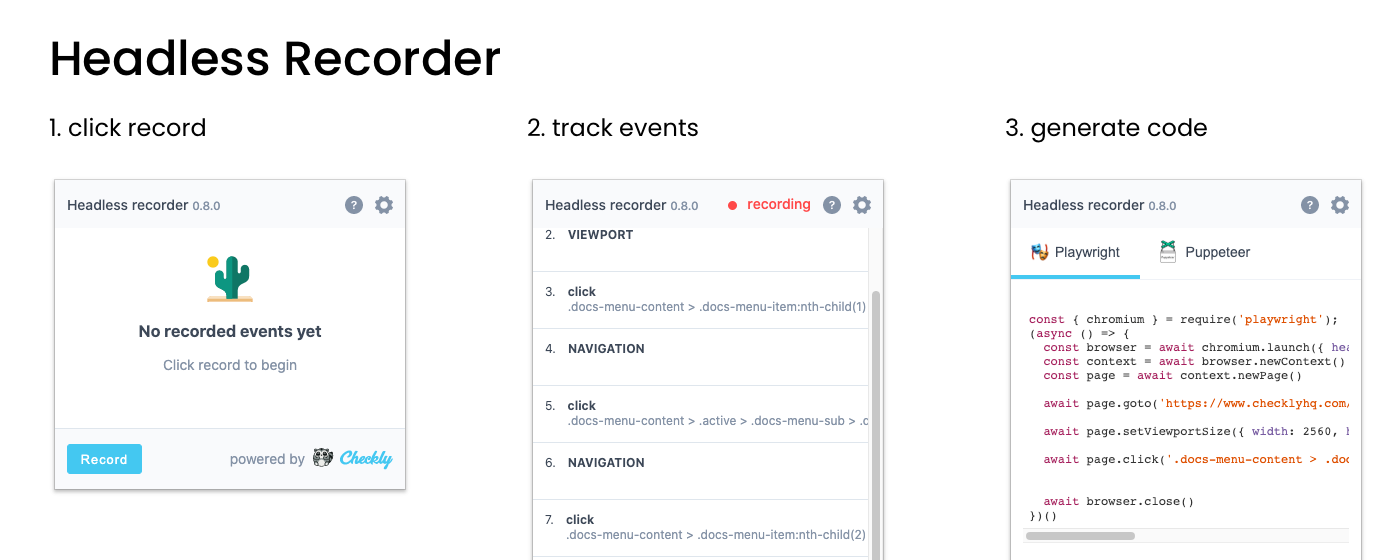 Headless Recorder
1. click record
Headless recorder 0.8.0
?
No recorded events yet
Click record to begin
Record
powered by Checkly
2. track events
Headless recorder 0.8.0 recording ?
2. VIEWPORT
3. click
.docs-menu-content > .docs-menu-item:nth-child(1)
4. NAVIGATION
5. click
.docs-menu-content > .active > .docs-menu-sub >
6. NAVIGATION
7. click
.docs-menu-content > .docs-menu-item:nth-child(2)
3. generate code
Headless recorder 0.8.0 ?
Playwright Puppeteer
const { chromium } = require('playwright');
(async () => {
const browser = await chromium.launch({
const context = await browser.newContext()
const page = await context.newPage()
await page.goto('https://www.checklyhq.com/
await page.setViewportSize({ width: 2560,
await page.click('.docs-menu-content >
await browser.close()
})()